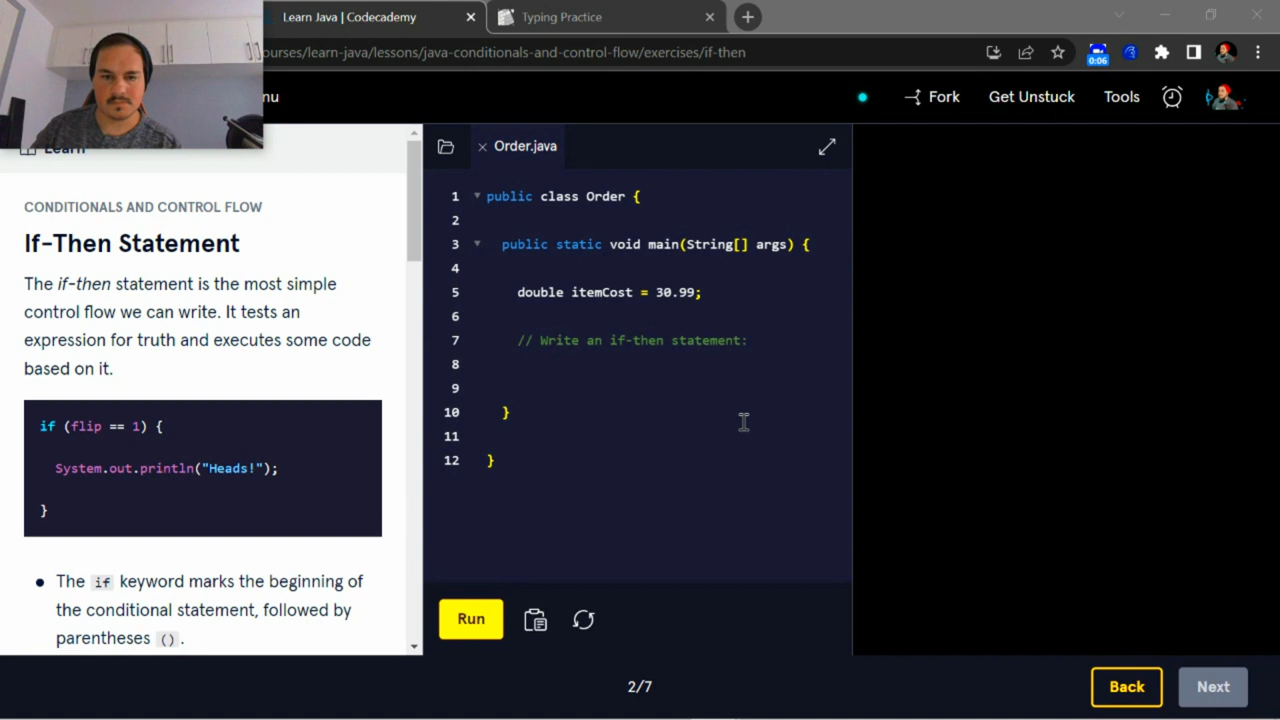 Learn Java | Codecademy
Typing Practice
urses/learn-java/lessons/java-conditionals-and-control-flow/exercises/if-then
0:06
nu
Fork
Get Unstuck
Tools
Learn
CONDITIONALS AND CONTROL FLOW
If-Then Statement
The if-then statement is the most simple
control flow we can write. It tests an
expression for truth and executes some code
based on it.
if (flip == 1) {
System.out.println("Heads!");
}
The if keyword marks the beginning of
the conditional statement, followed by
parentheses ().
Order.java
1 public class Order {
2
3 public static void main(String[] args) {
4
5 double itemCost = 30.99;
6
7 // Write an if-then statement:
8
9
10 }
11
12 }
Run
2/7
Back
Next